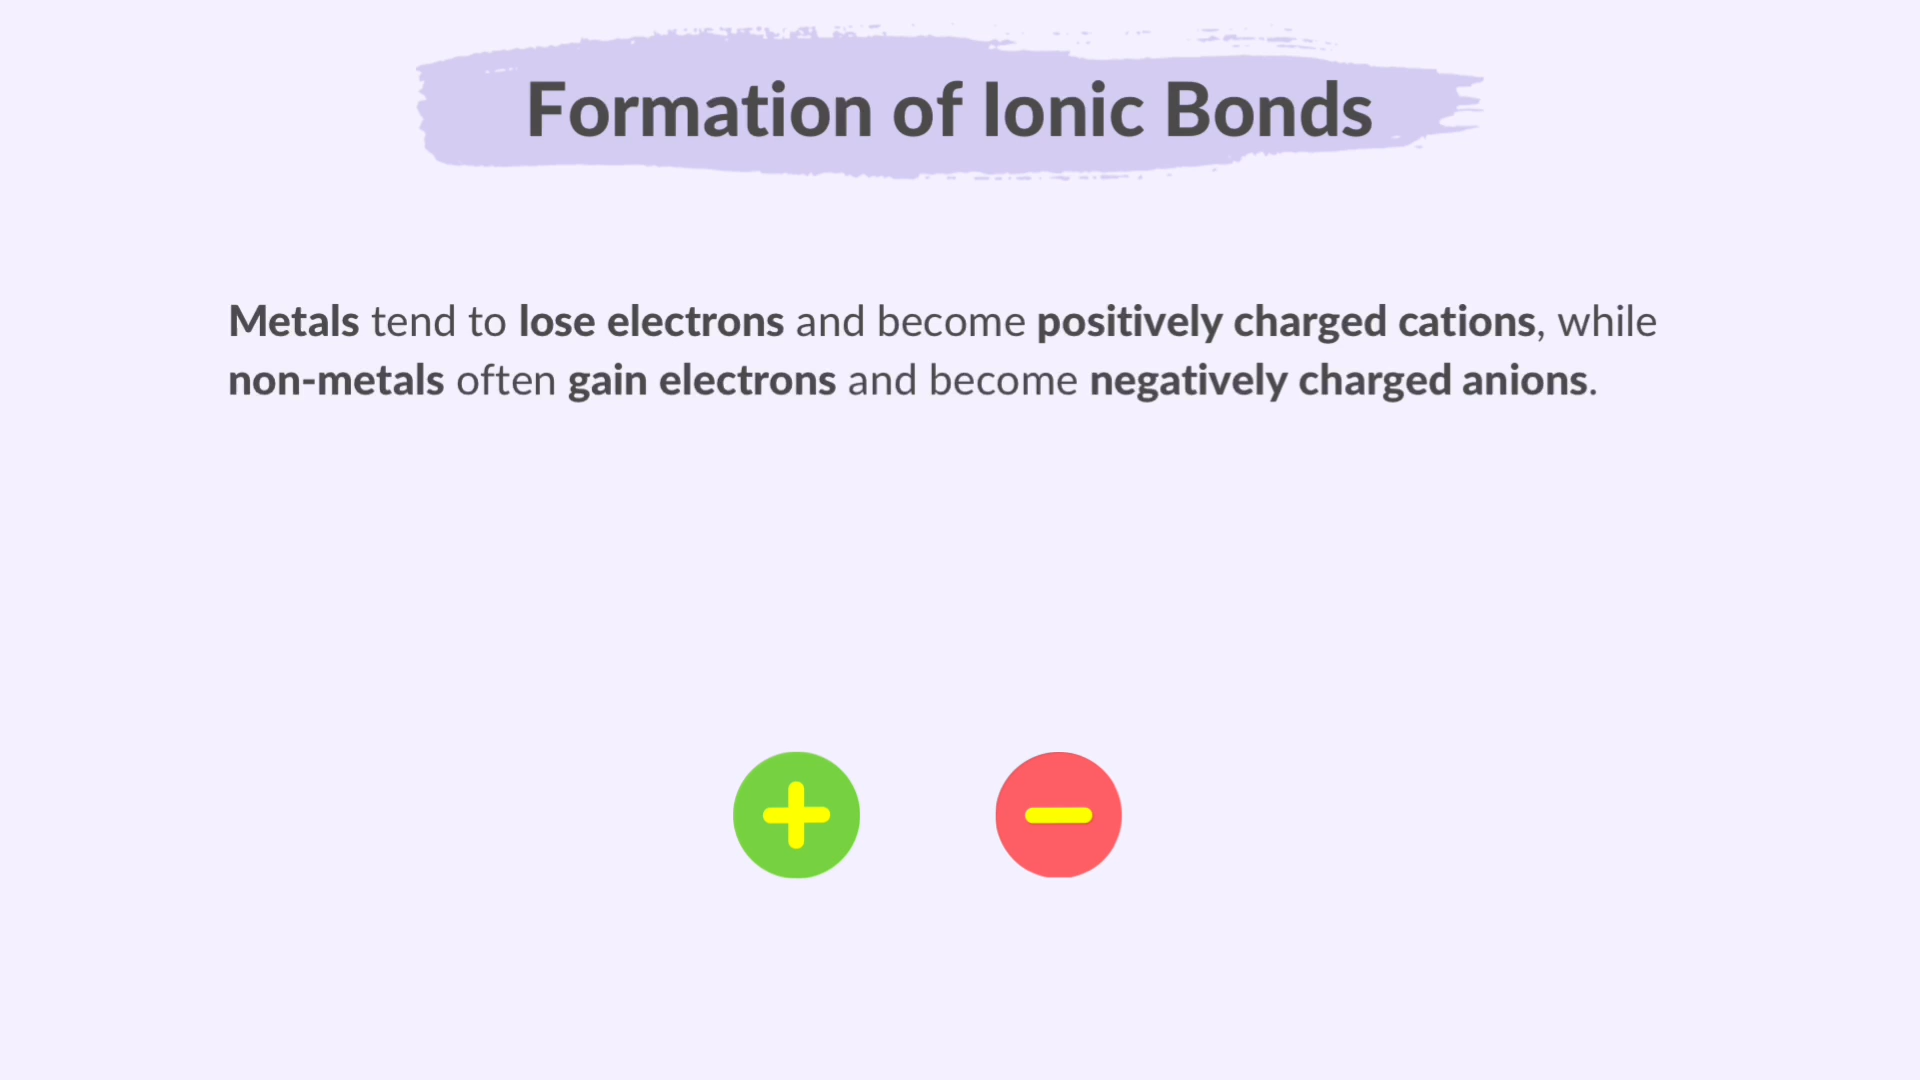 Formation of Ionic Bonds
Metals tend to lose electrons and become positively charged cations, while
non-metals often gain electrons and become negatively charged anions.